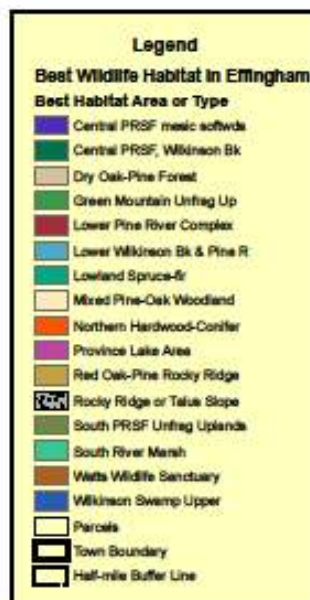 Legend
Best Wildlife Habitat in Effingham
Best Habitat Area or Type
Central PRSF mesic softwds
Central PRSF, Wilkinson Bk
Dry Oak-Pine Forest
Green Mountain Unfrag Up
Lower Pine River Complex
Lower Wilkinson Bk & Pine R
Lowland Spruce-fir
Mixed Pine-Oak Woodland
Northern Hardwood-Conifer
Province Lake Area
Red Oak-Pine Rocky Ridge
Rocky Ridge or Talus Slope
South PRSF Unfrag Uplands
South River Marsh
Watts Wildlife Sanctuary
Wilkinson Swamp Upper
Parcels
Town Boundary
Half-mile Buffer Line